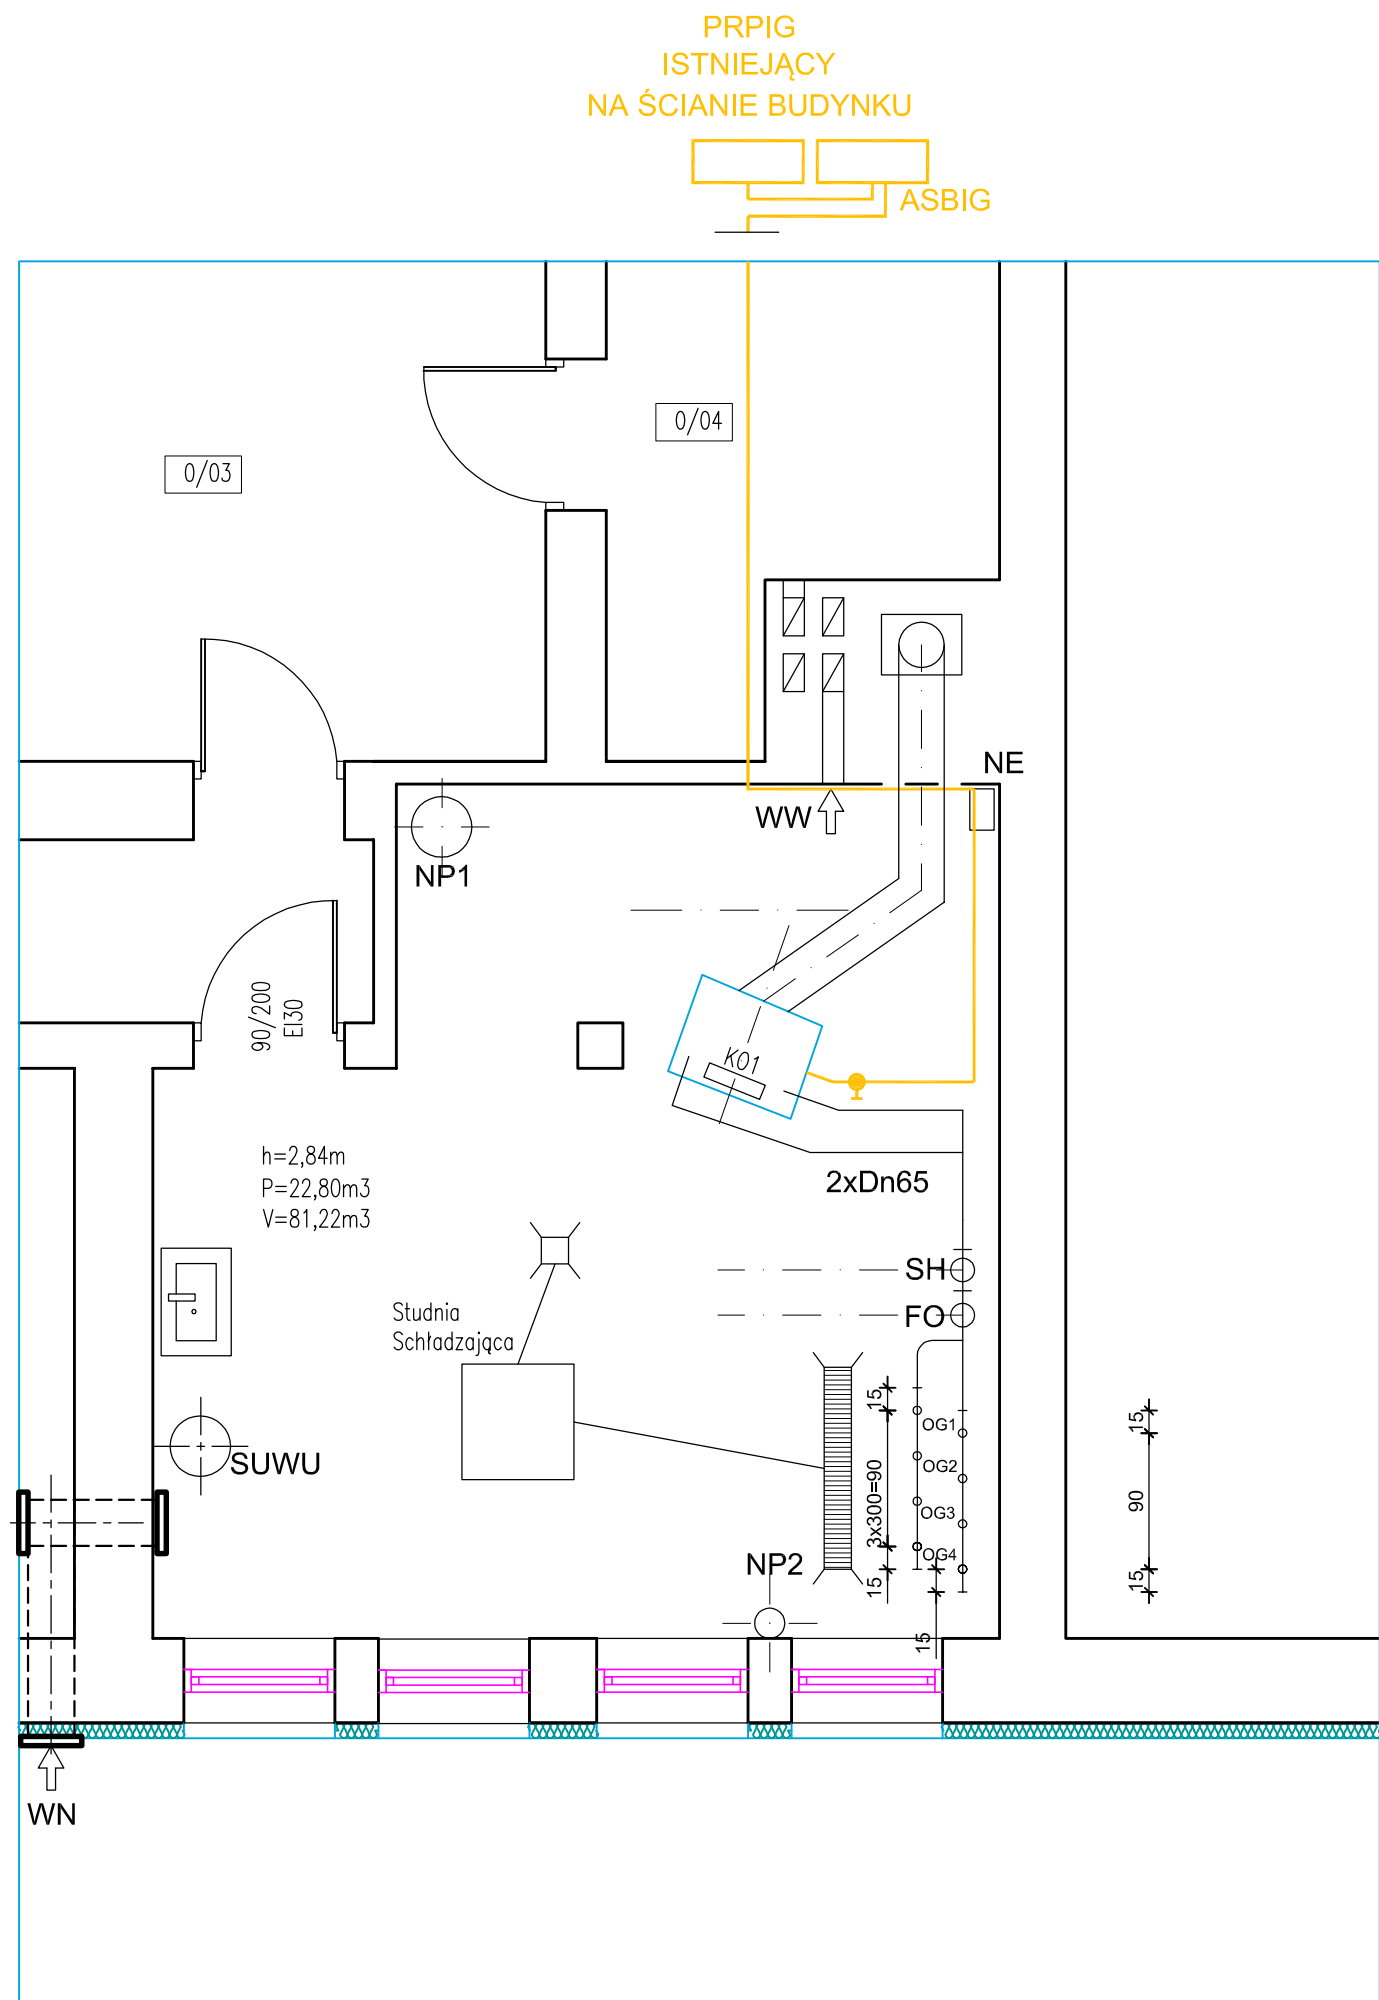 PRPIG
ISTNIEJĄCY
NA ŚCIANIE BUDYNKU
ASBIG
0/04
0/03
NE
WW
NP1
90/200
EI30
K01
h=2,84m
P=22,80m3
V=81,22m3
2xDn65
SH
FO
Studnia
Schładzająca
15
OG1
15
SUWU
OG2
3x300=90
90
OG3
OG4
NP2
15
15
15
WN